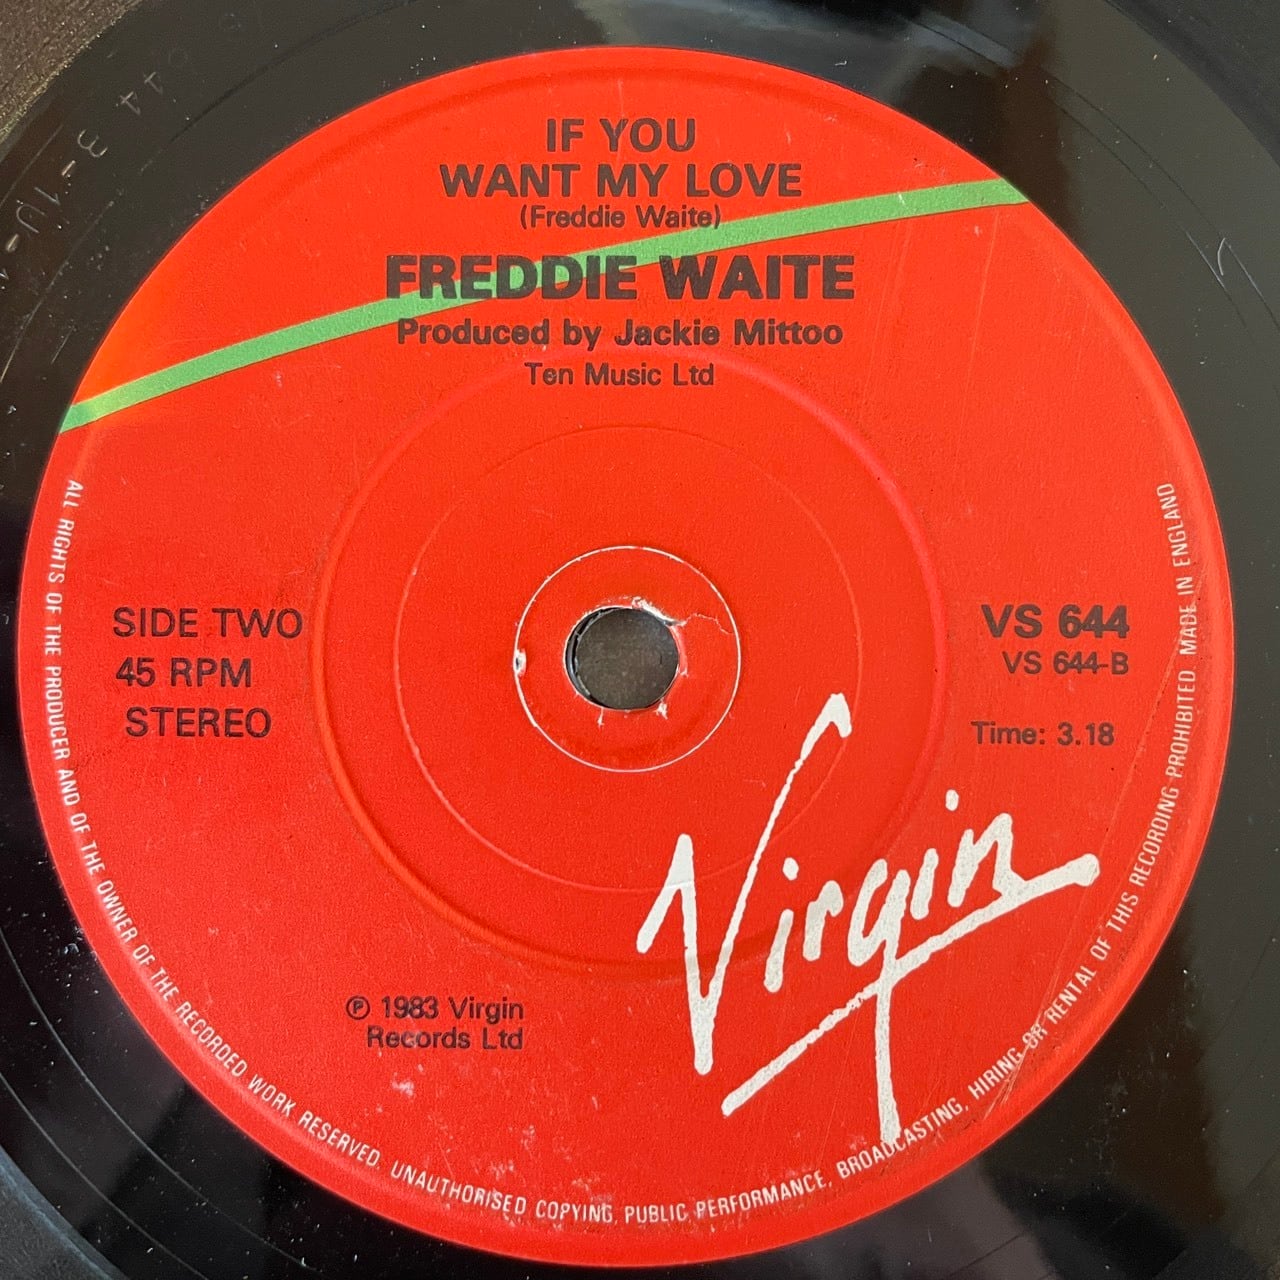 IF YOU
WANT MY LOVE
(Freddie Waite)
FREDDIE WAITE
Produced by Jackie Mittoo
Ten Music Ltd
SIDE TWO
45 RPM
STEREO
VS 644
VS 644-B
Time: 3.18
Virgin
℗ 1983 Virgin
Records Ltd
ALL RIGHTS OF THE PRODUCER AND OF THE OWNER OF THE RECORDED WORK RESERVED. UNAUTHORISED COPYING, PUBLIC PERFORMANCE, BROADCASTING, HIRING OR RENTAL OF THIS RECORDING PROHIBITED MADE IN ENGLAND